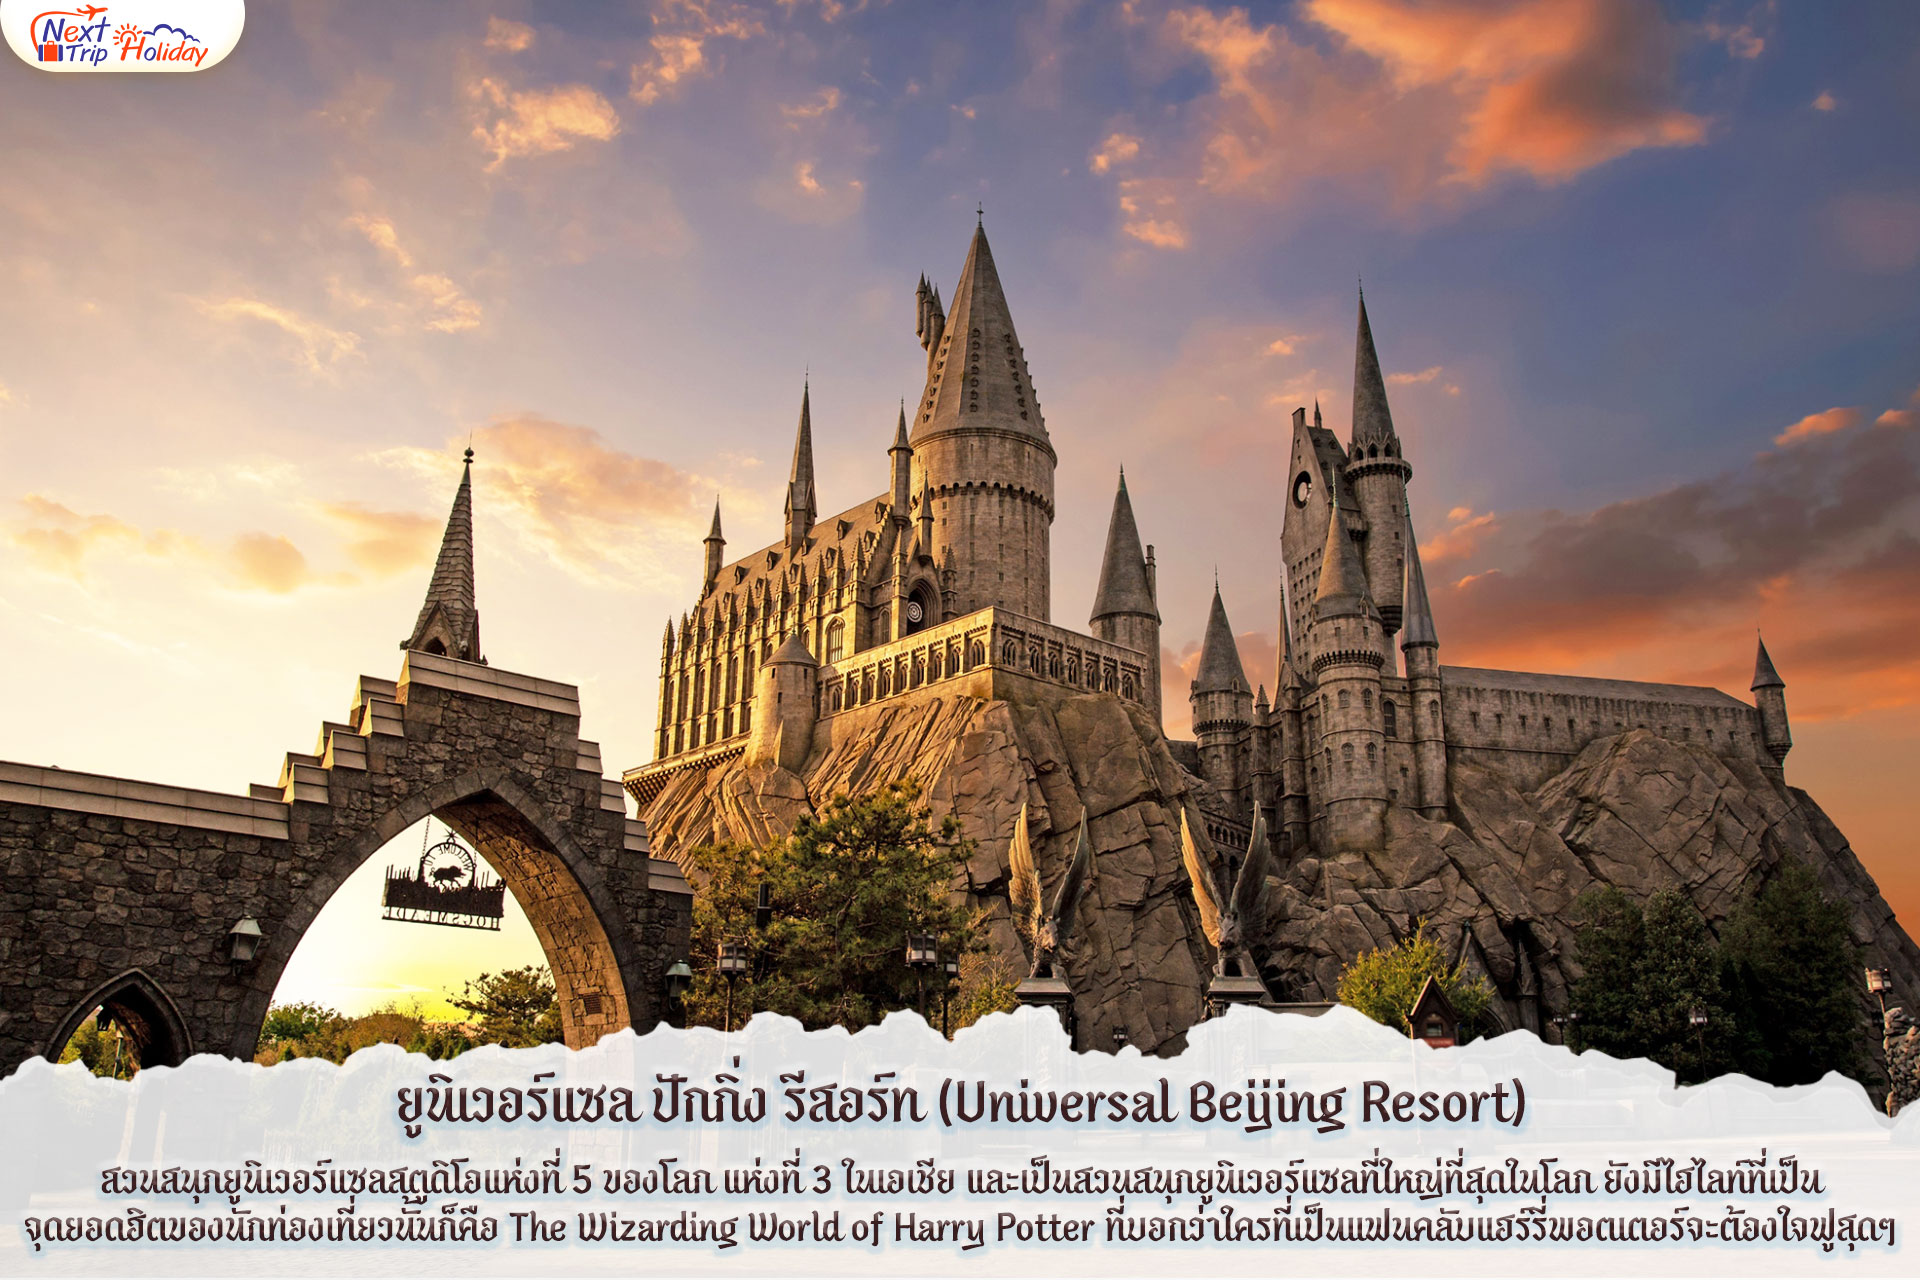 Next
Trip Holiday
WELCOME TO
HOGSMEADE
ยูนิเวอร์แซล ปักกิ่ง รีสอร์ท (Universal Beijing Resort)
สวนสนุกยูนิเวอร์แซลสตูดิโอแห่งที่ 5 ของโลก แห่งที่ 3 ในเอเชีย และเป็นสวนสนุกยูนิเวอร์แซลที่ใหญ่ที่สุดในโลก ยังมีไฮไลท์ที่เป็น
จุดยอดฮิตของนักท่องเที่ยวนั้นก็คือ The Wizarding World of Harry Potter ที่บอกว่าใครที่เป็นแฟนคลับแฮร์รี่พอตเตอร์จะต้องใจฟูสุดๆ